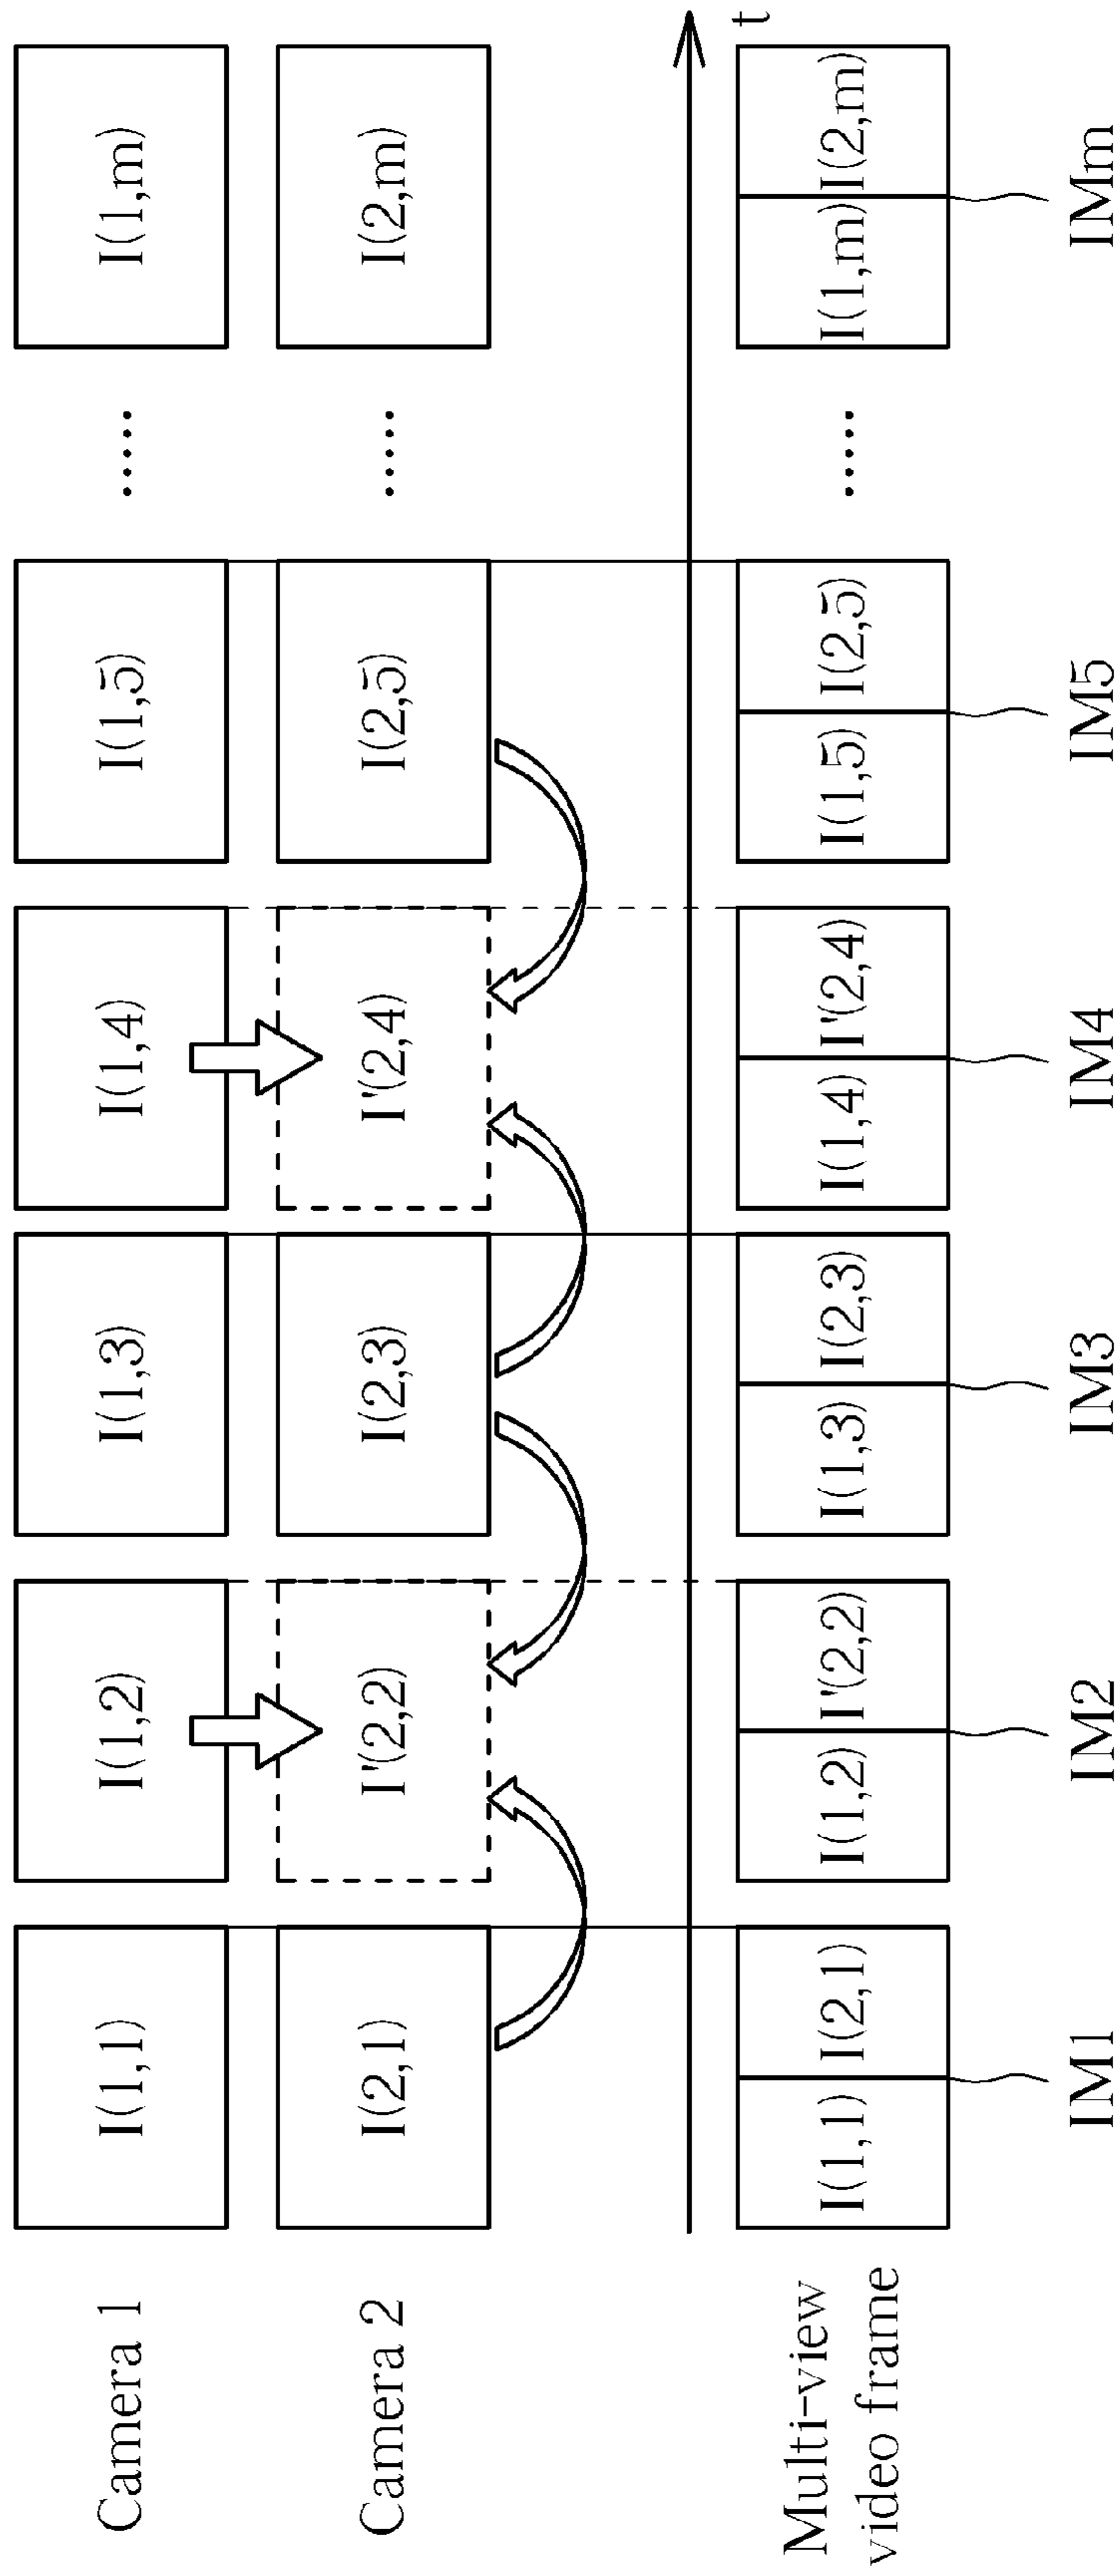 Camera 1
I(1,1)
I(1,2)
I(1,3)
I(1,4)
I(1,5)
.....
I(1,m)
Camera 2
I(2,1)
I'(2,2)
I(2,3)
I'(2,4)
I(2,5)
.....
I(2,m)
t
Multi-view
video frame
I(1,1) I(2,1)
I(1,2) I'(2,2)
I(1,3) I(2,3)
I(1,4) I'(2,4)
I(1,5) I(2,5)
.....
I(1,m) I(2,m)
IM1
IM2
IM3
IM4
IM5
IMm